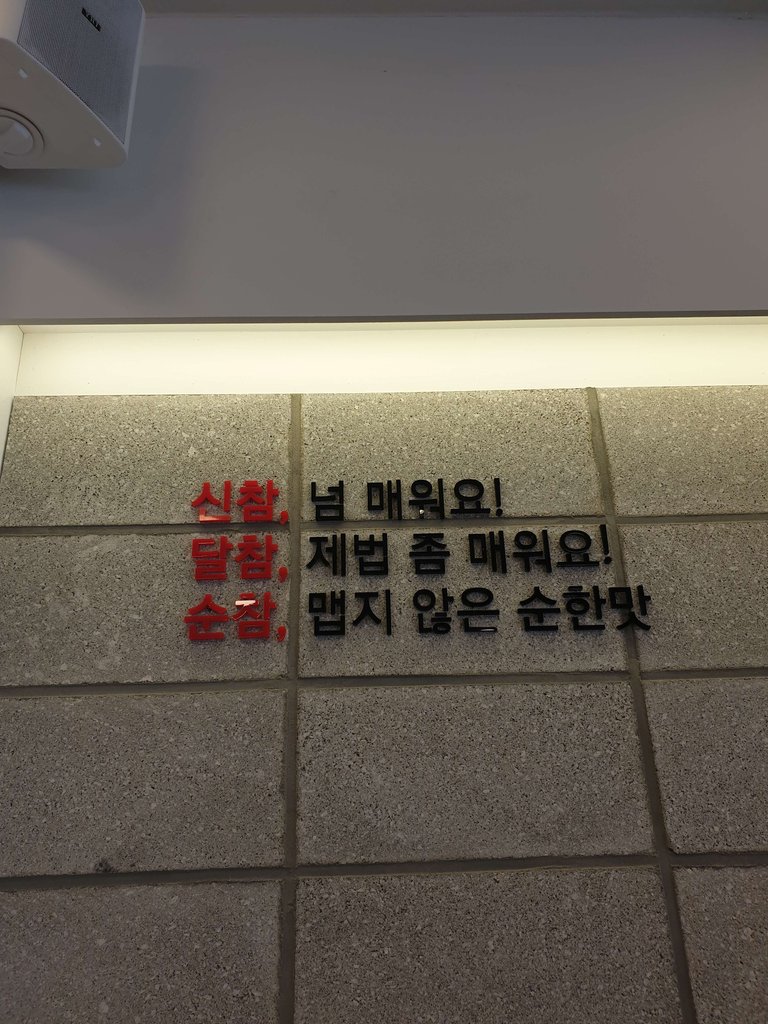 신참, 넘 매워요!
달참, 제법 좀 매워요!
순참, 맵지 않은 순한맛